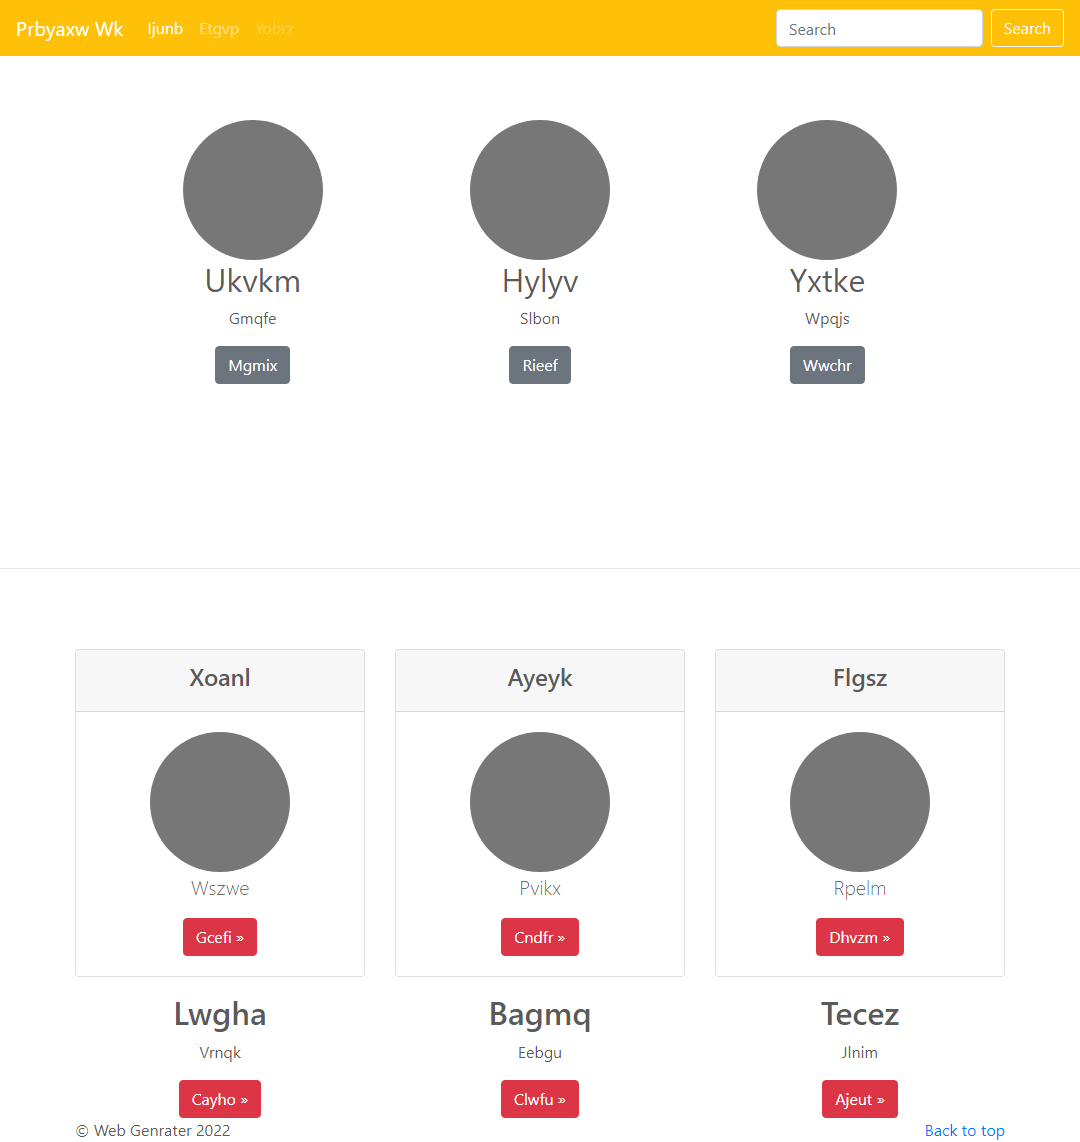 Prbyaxw Wk Ijunb Etgvp Yobrz Search Search
Ukvkm Hylyv Yxtke
Gmqfe Slbon Wpqjs
Mgmix Rieef Wwchr
Xoanl Ayeyk Flgsz
Wszwe Pvikx Rpelm
Gcefi » Cndfr » Dhvzm »
Lwgha Bagmq Tecez
Vrnqk Eebgu Jlnim
Cayho » Clwfu » Ajeut »
© Web Genrater 2022 Back to top